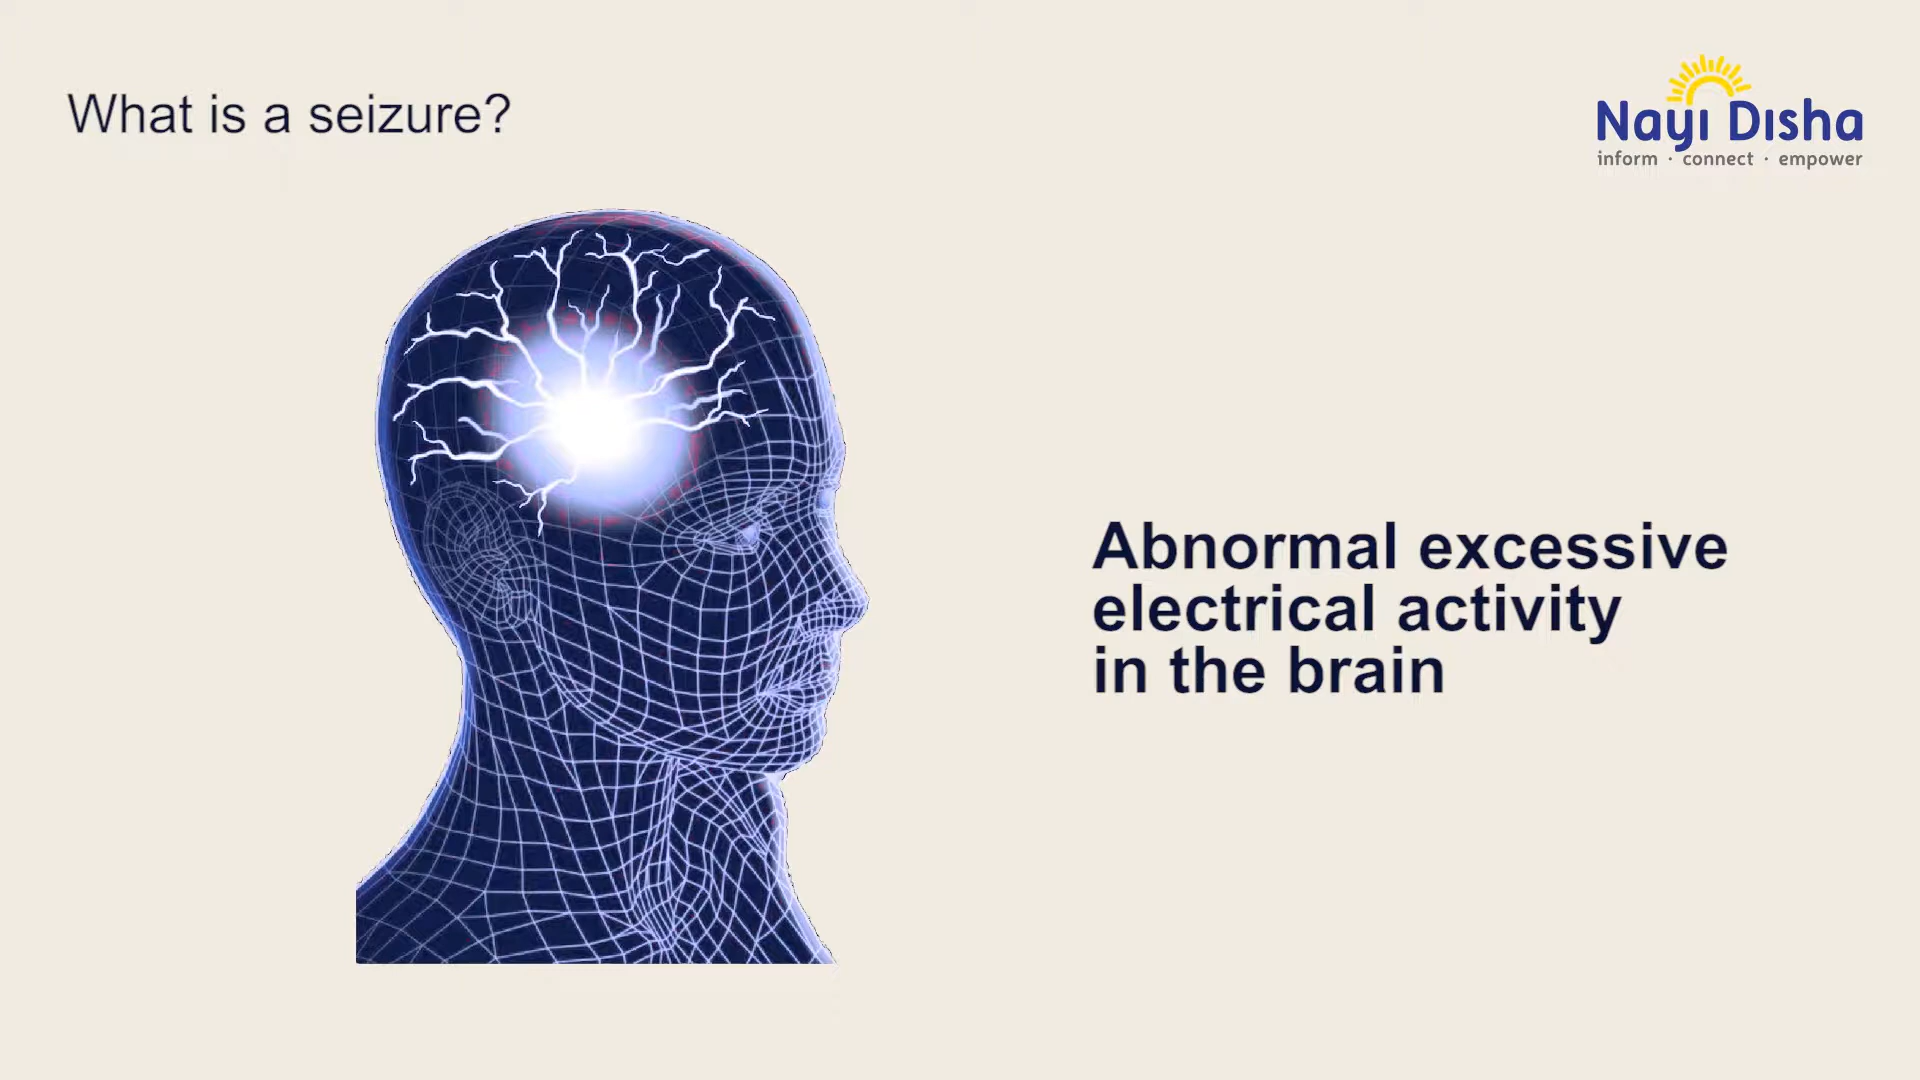 What is a seizure?
Nayi Disha
inform · connect · empower
Abnormal excessive
electrical activity
in the brain